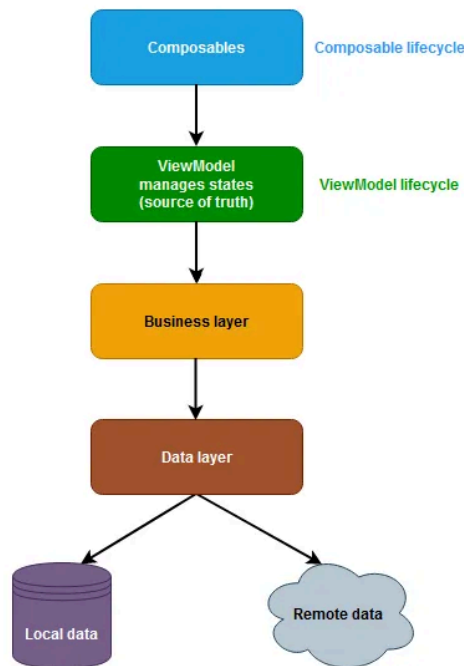 Composables
Composable lifecycle
ViewModel
manages states
(source of truth)
ViewModel lifecycle
Business layer
Data layer
Local data
Remote data